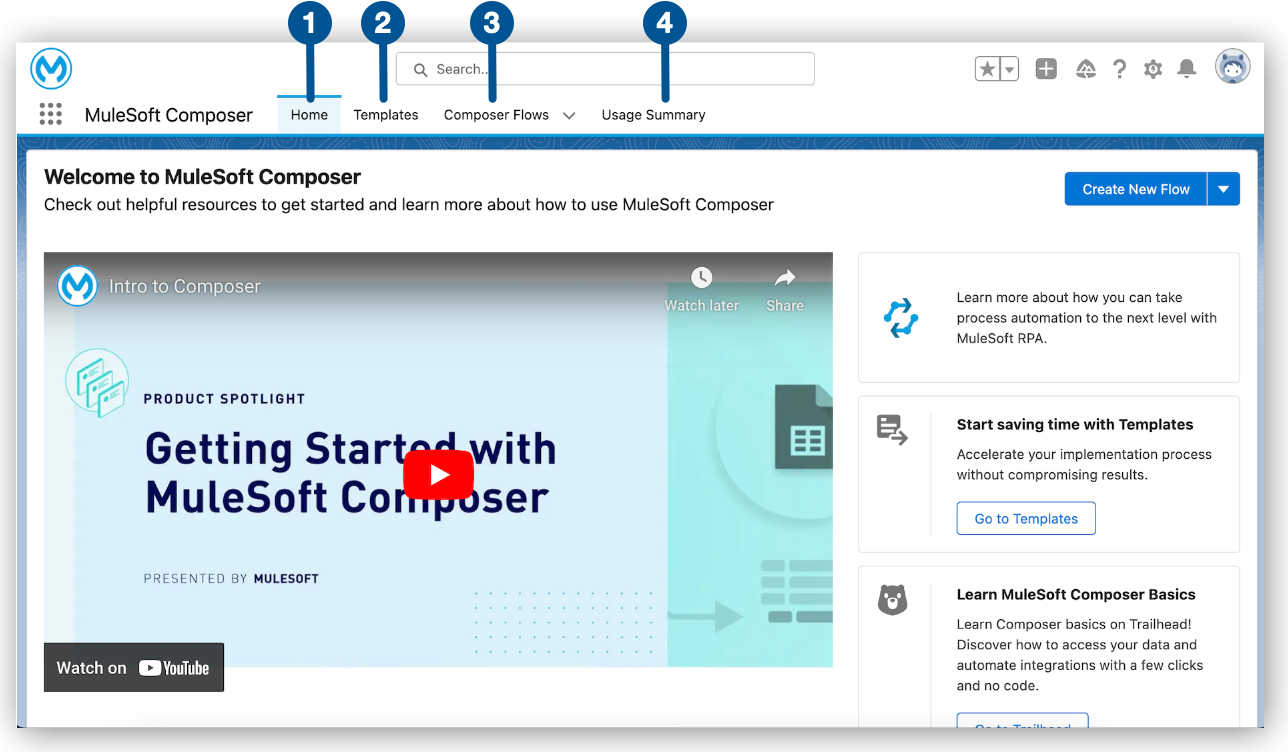 1
2
3
4
Search...
MuleSoft Composer
Home
Templates
Composer Flows
Usage Summary
Welcome to MuleSoft Composer
Check out helpful resources to get started and learn more about how to use MuleSoft Composer
Create New Flow
Intro to Composer
Watch later
Share
PRODUCT SPOTLIGHT
Getting Started with
MuleSoft Composer
PRESENTED BY MULESOFT
Watch on YouTube
Learn more about how you can take
process automation to the next level with
MuleSoft RPA.
Start saving time with Templates
Accelerate your implementation process
without compromising results.
Go to Templates
Learn MuleSoft Composer Basics
Learn Composer basics on Trailhead!
Discover how to access your data and
automate integrations with a few clicks
and no code.
Go to Trailhead